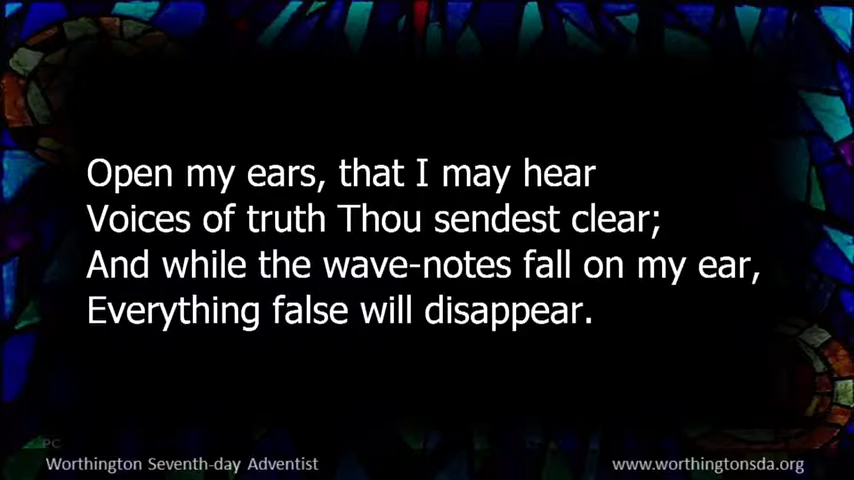 Open my ears, that I may hear
Voices of truth Thou sendest clear;
And while the wave-notes fall on my ear,
Everything false will disappear.
PC
Worthington Seventh-day Adventist
www.worthingtonsda.org